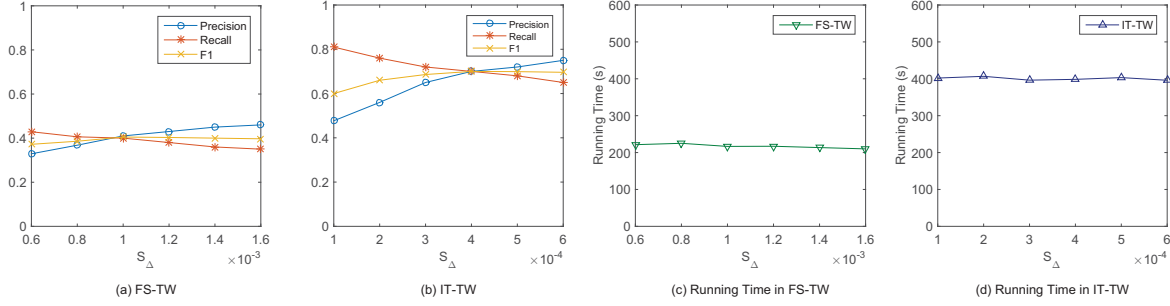 1
0.8
0.6
0.4
0.2
0
Precision
Recall
F1
0.6 0.8 1 1.2 1.4 1.6
S_Δ ×10^-3
(a) FS-TW
1
0.8
0.6
0.4
0.2
0
Precision
Recall
F1
1 2 3 4 5 6
S_Δ ×10^-4
(b) IT-TW
Running Time (s)
600
500
400
300
200
100
0
FS-TW
0.6 0.8 1 1.2 1.4 1.6
S_Δ ×10^-3
(c) Running Time in FS-TW
Running Time (s)
600
500
400
300
200
100
0
IT-TW
1 2 3 4 5 6
S_Δ ×10^-4
(d) Running Time in IT-TW